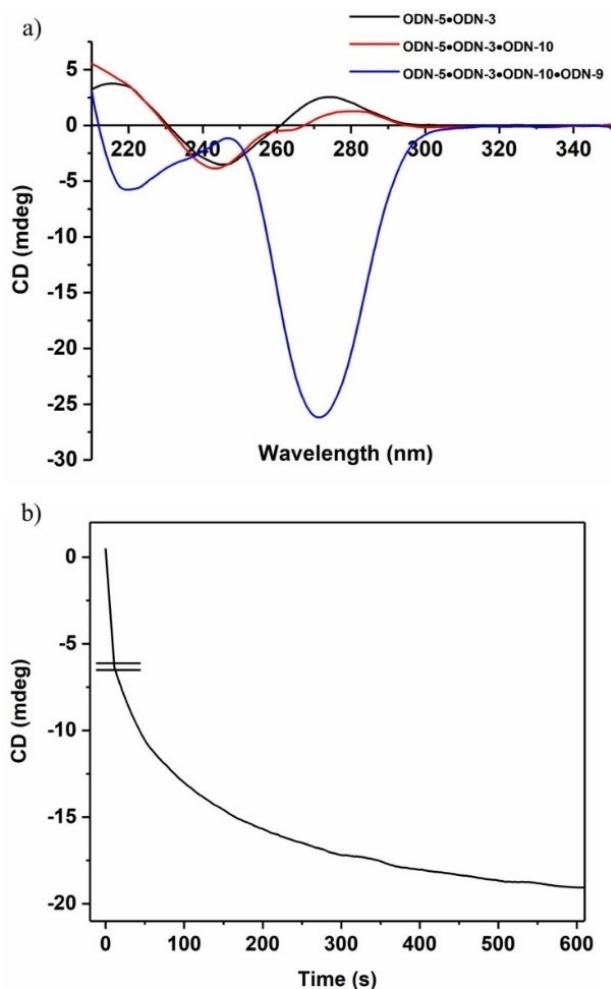 a)
ODN-5•ODN-3
ODN-5•ODN-3•ODN-10
ODN-5•ODN-3•ODN-10•ODN-9
5
0
-5
-10
-15
-20
-25
-30
220 240 260 280 300 320 340
CD (mdeg)
Wavelength (nm)
b)
0
-5
-10
-15
-20
CD (mdeg)
0 100 200 300 400 500 600
Time (s)